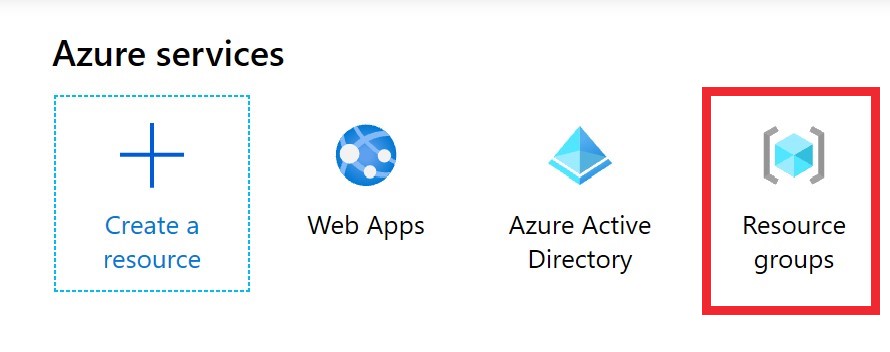 Azure services
Create a
resource
Web Apps
Azure Active
Directory
Resource
groups